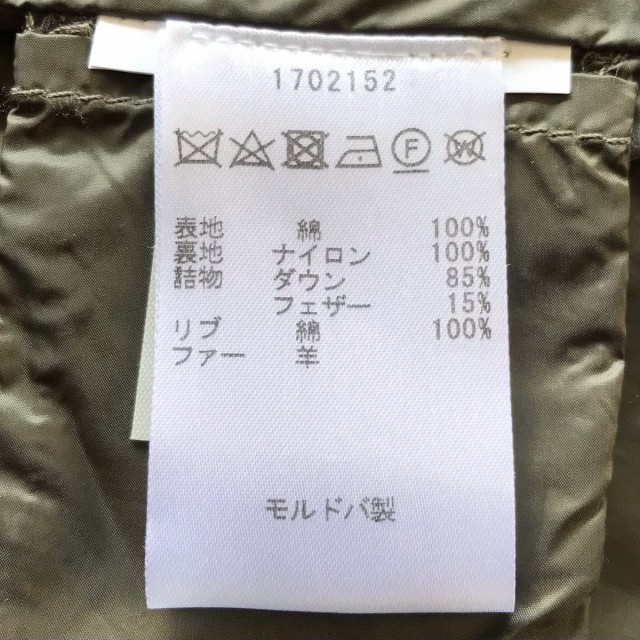 1702152
F W
表地 綿 100%
裏地 ナイロン 100%
詰物 ダウン 85%
フェザー 15%
リブ 綿 100%
ファー 羊
モルドバ製